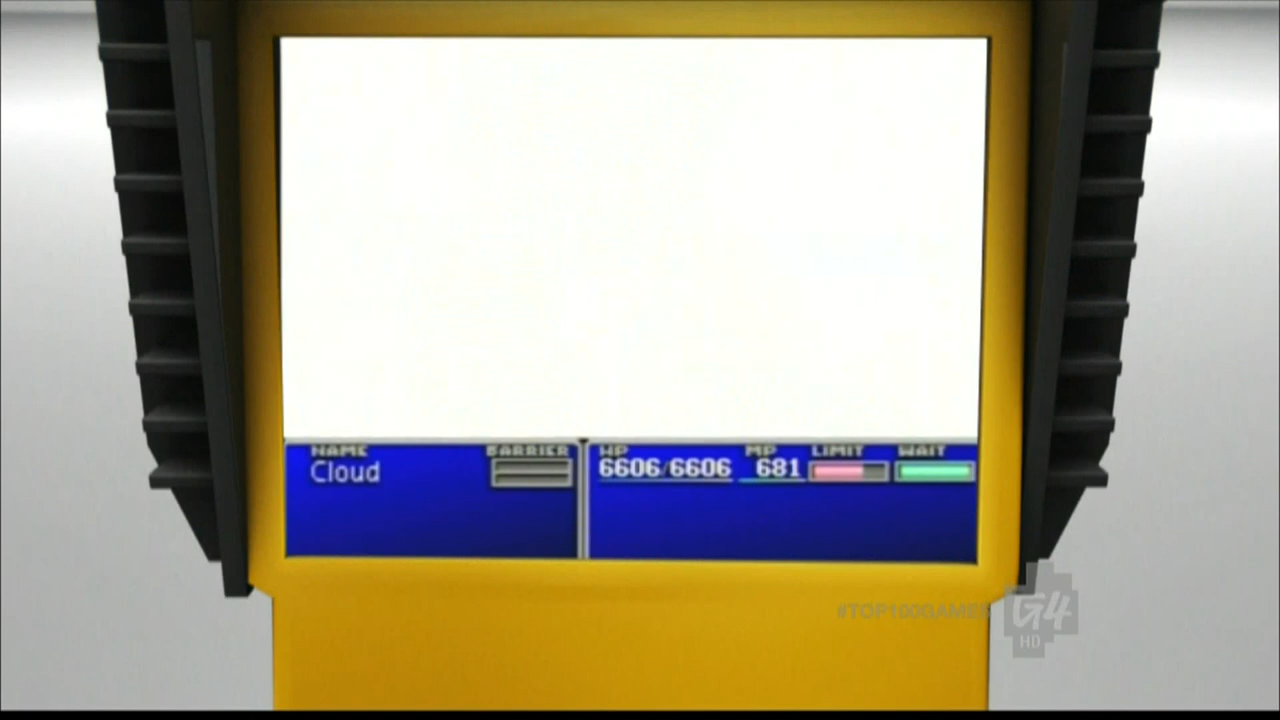 NAME BARRIER HP MP LIMIT WAIT
Cloud 6606/6606 681
#TOP100GAMES G4
HD